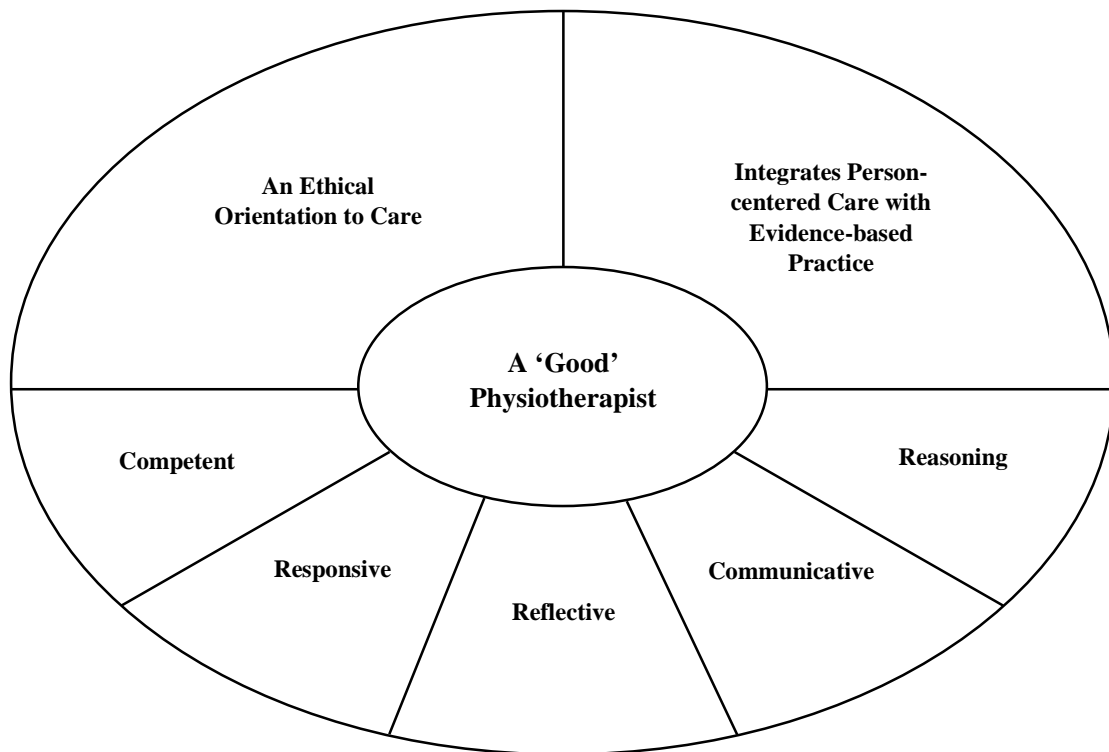 An Ethical
Orientation to Care
Integrates Person-
centered Care with
Evidence-based
Practice
A ‘Good’
Physiotherapist
Competent
Responsive
Reflective
Communicative
Reasoning